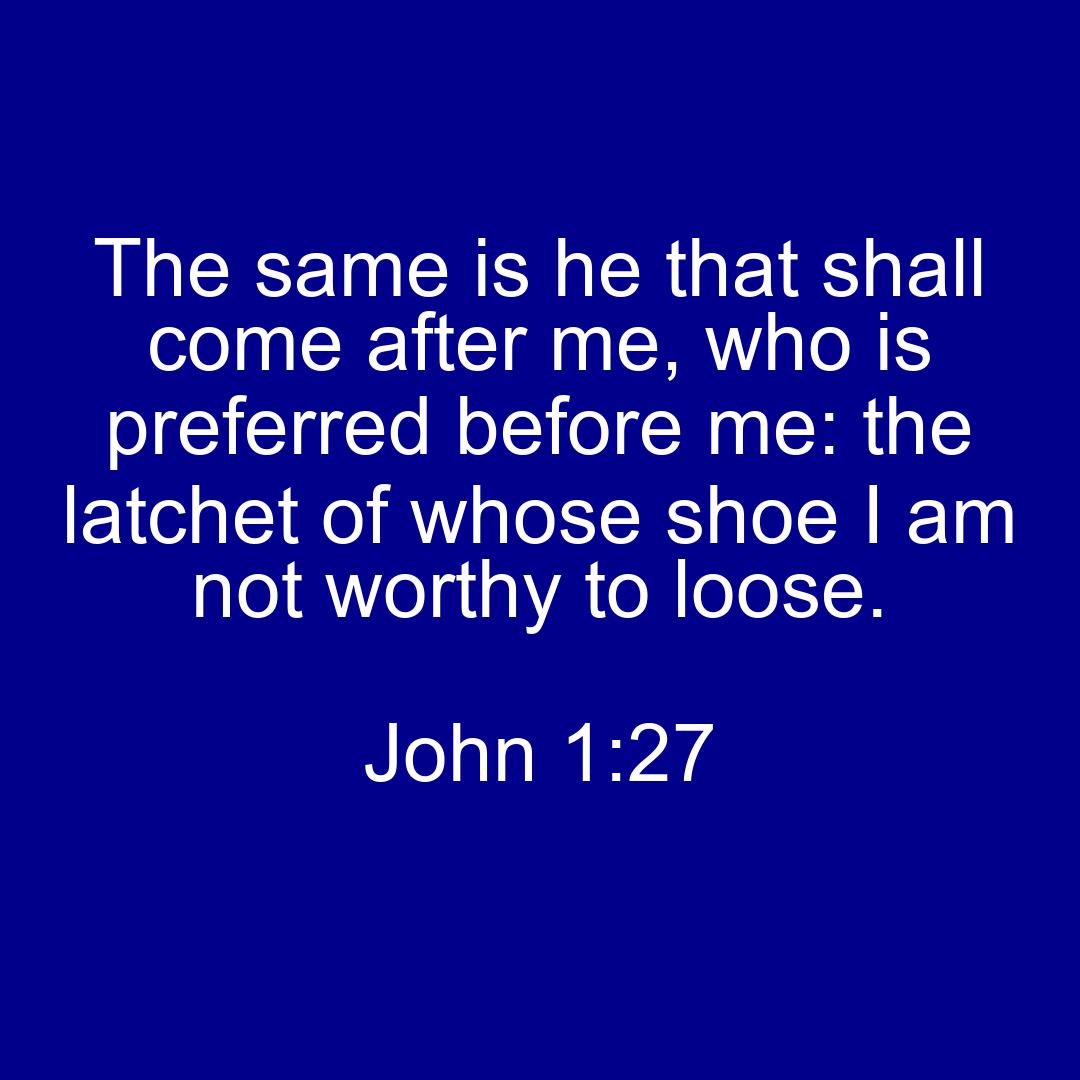 The same is he that shall
come after me, who is
preferred before me: the
latchet of whose shoe I am
not worthy to loose.
John 1:27